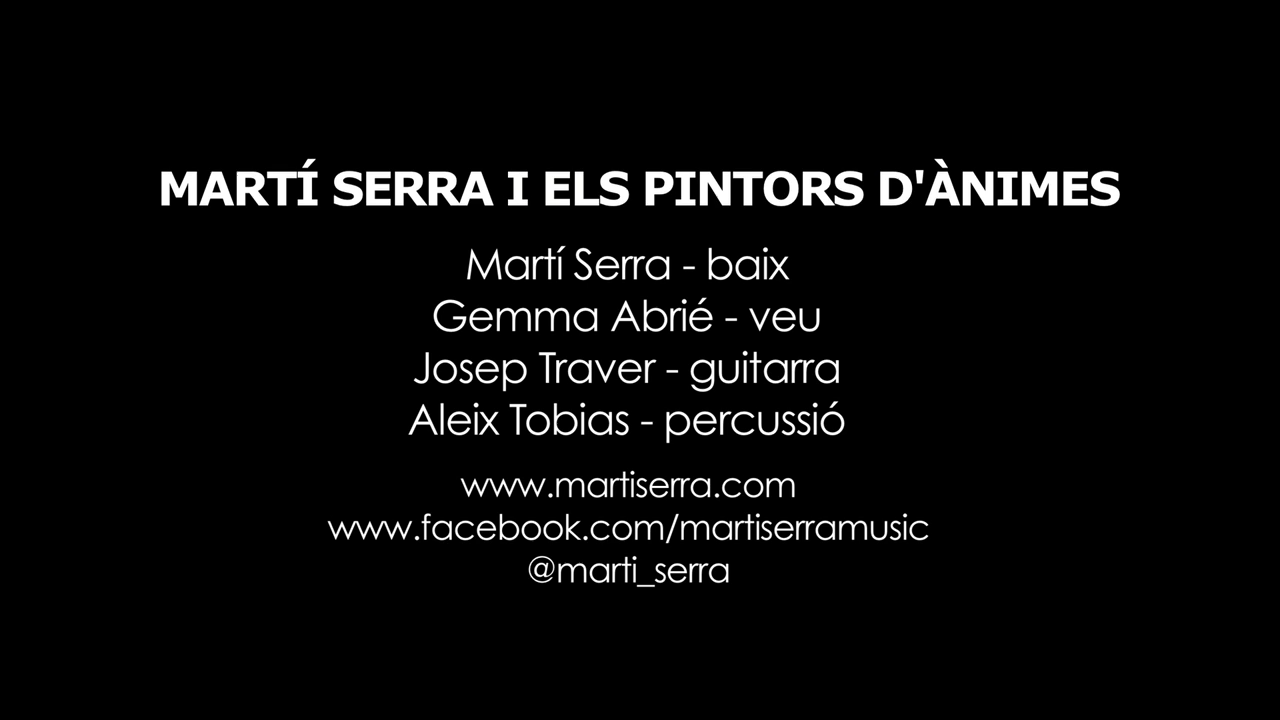 MARTÍ SERRA I ELS PINTORS D'ÀNIMES
Martí Serra - baix
Gemma Abrié - veu
Josep Traver - guitarra
Aleix Tobias - percussió
www.martiserra.com
www.facebook.com/martiserramusic
@marti_serra